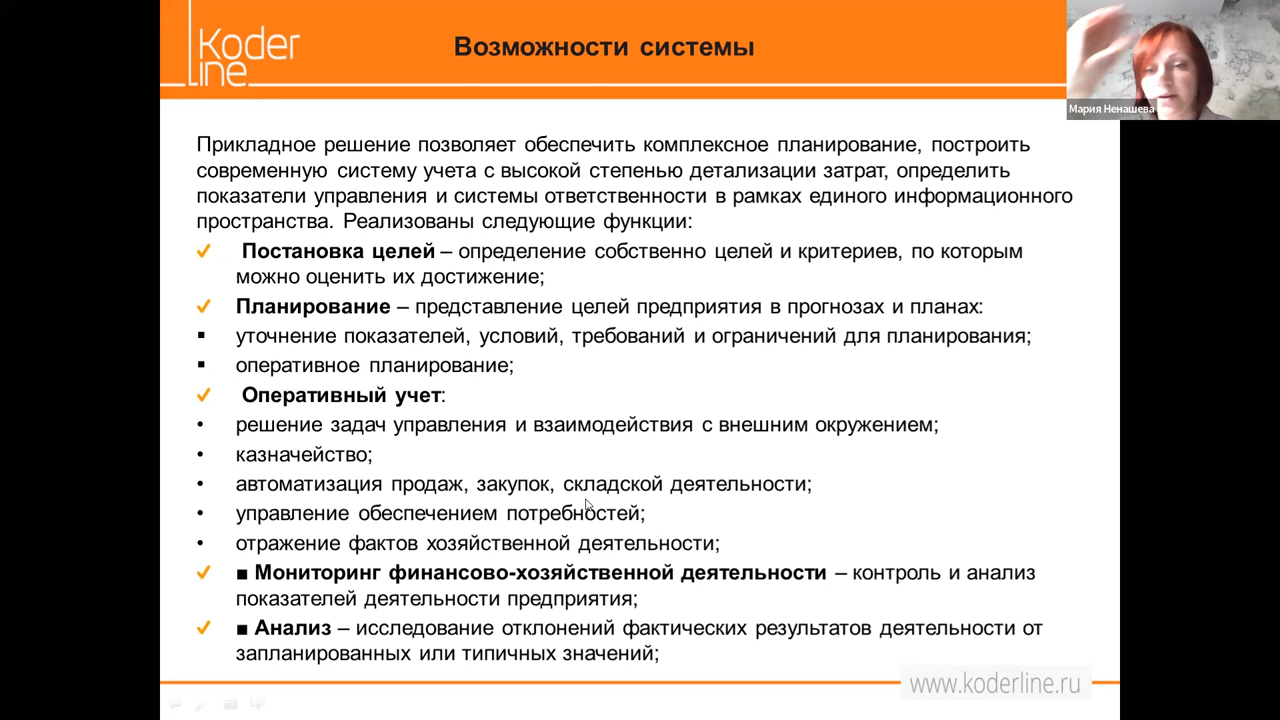 Koder
line
Возможности системы
Мария Ненашева
Прикладное решение позволяет обеспечить комплексное планирование, построить
современную систему учета с высокой степенью детализации затрат, определить
показатели управления и системы ответственности в рамках единого информационного
пространства. Реализованы следующие функции:
✓ Постановка целей – определение собственно целей и критериев, по которым
можно оценить их достижение;
✓ Планирование – представление целей предприятия в прогнозах и планах:
▪ уточнение показателей, условий, требований и ограничений для планирования;
▪ оперативное планирование;
✓ Оперативный учет:
• решение задач управления и взаимодействия с внешним окружением;
• казначейство;
• автоматизация продаж, закупок, складской деятельности;
• управление обеспечением потребностей;
• отражение фактов хозяйственной деятельности;
✓ ■ Мониторинг финансово-хозяйственной деятельности – контроль и анализ
показателей деятельности предприятия;
✓ ■ Анализ – исследование отклонений фактических результатов деятельности от
запланированных или типичных значений;
www.koderline.ru